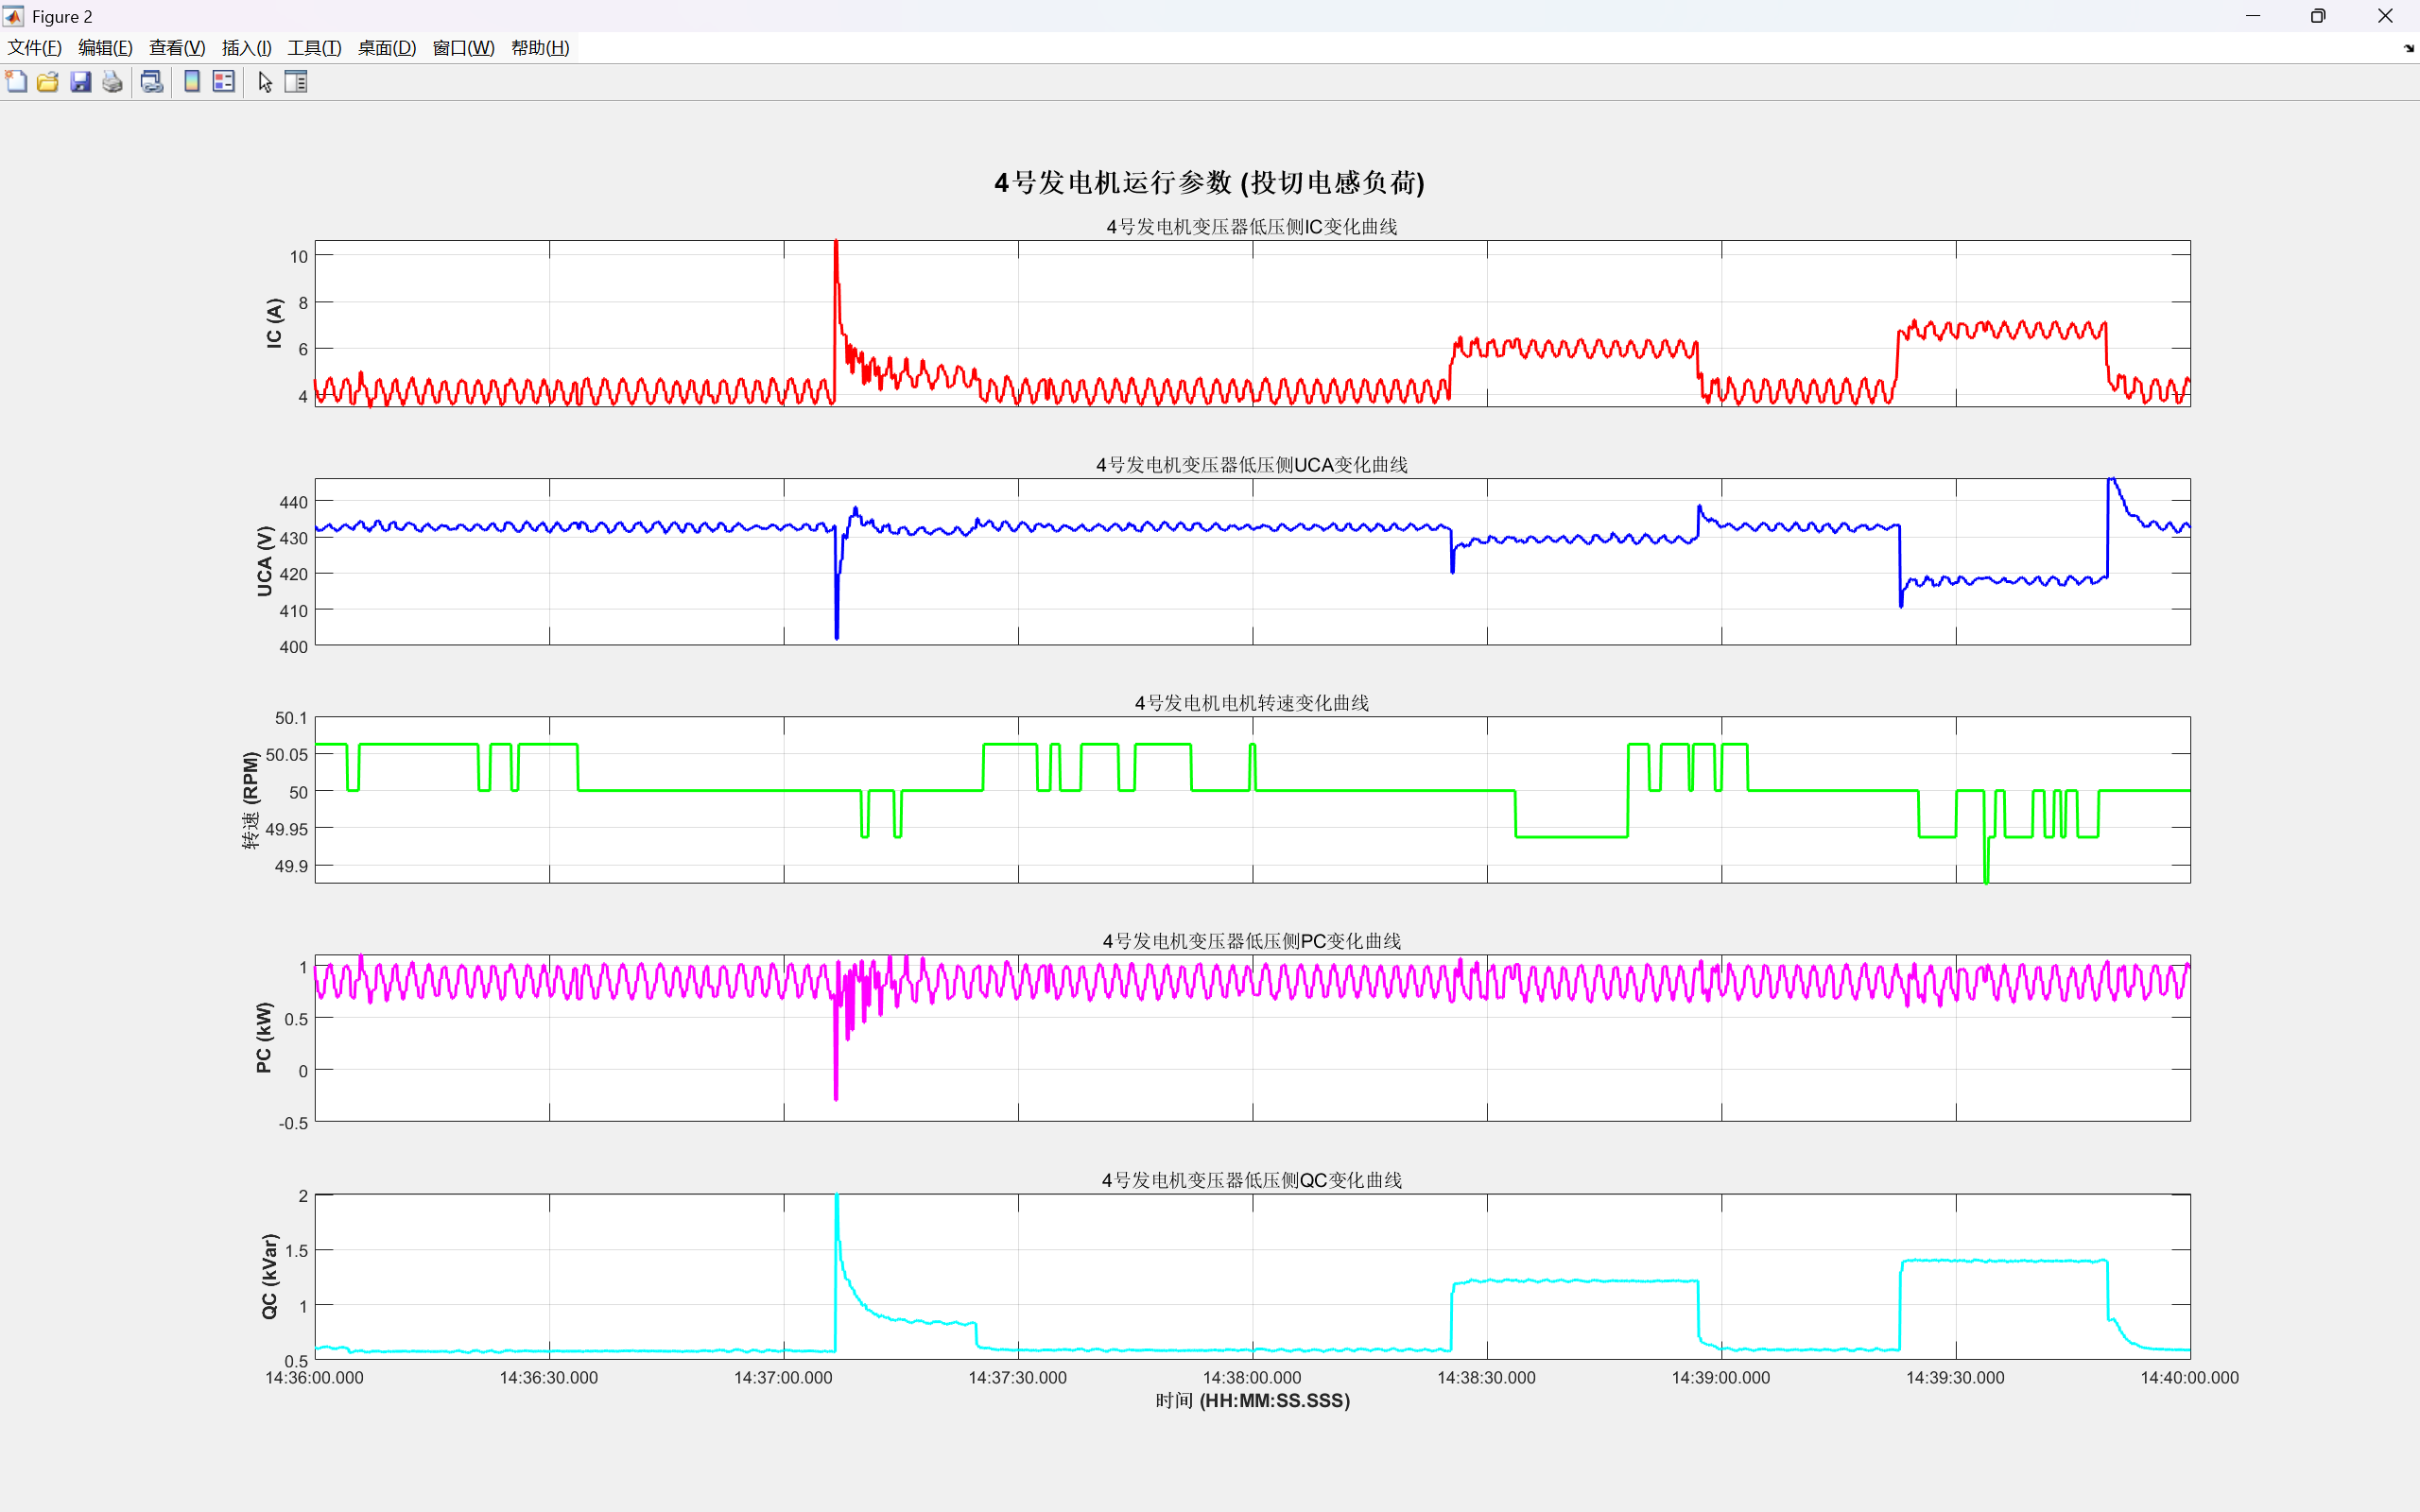 Figure 2
文件(F) 编辑(E) 查看(V) 插入(I) 工具(T) 桌面(D) 窗口(W) 帮助(H)
4号发电机运行参数 (投切电感负荷)
4号发电机变压器低压侧IC变化曲线
IC (A)
10
8
6
4
4号发电机变压器低压侧UCA变化曲线
UCA (V)
440
430
420
410
400
4号发电机电机转速变化曲线
转速 (RPM)
50.1
50.05
50
49.95
49.9
4号发电机变压器低压侧PC变化曲线
PC (kW)
1
0.5
0
-0.5
4号发电机变压器低压侧QC变化曲线
QC (kVar)
2
1.5
1
0.5
14:36:00.000 14:36:30.000 14:37:00.000 14:37:30.000 14:38:00.000 14:38:30.000 14:39:00.000 14:39:30.000 14:40:00.000
时间 (HH:MM:SS.SSS)